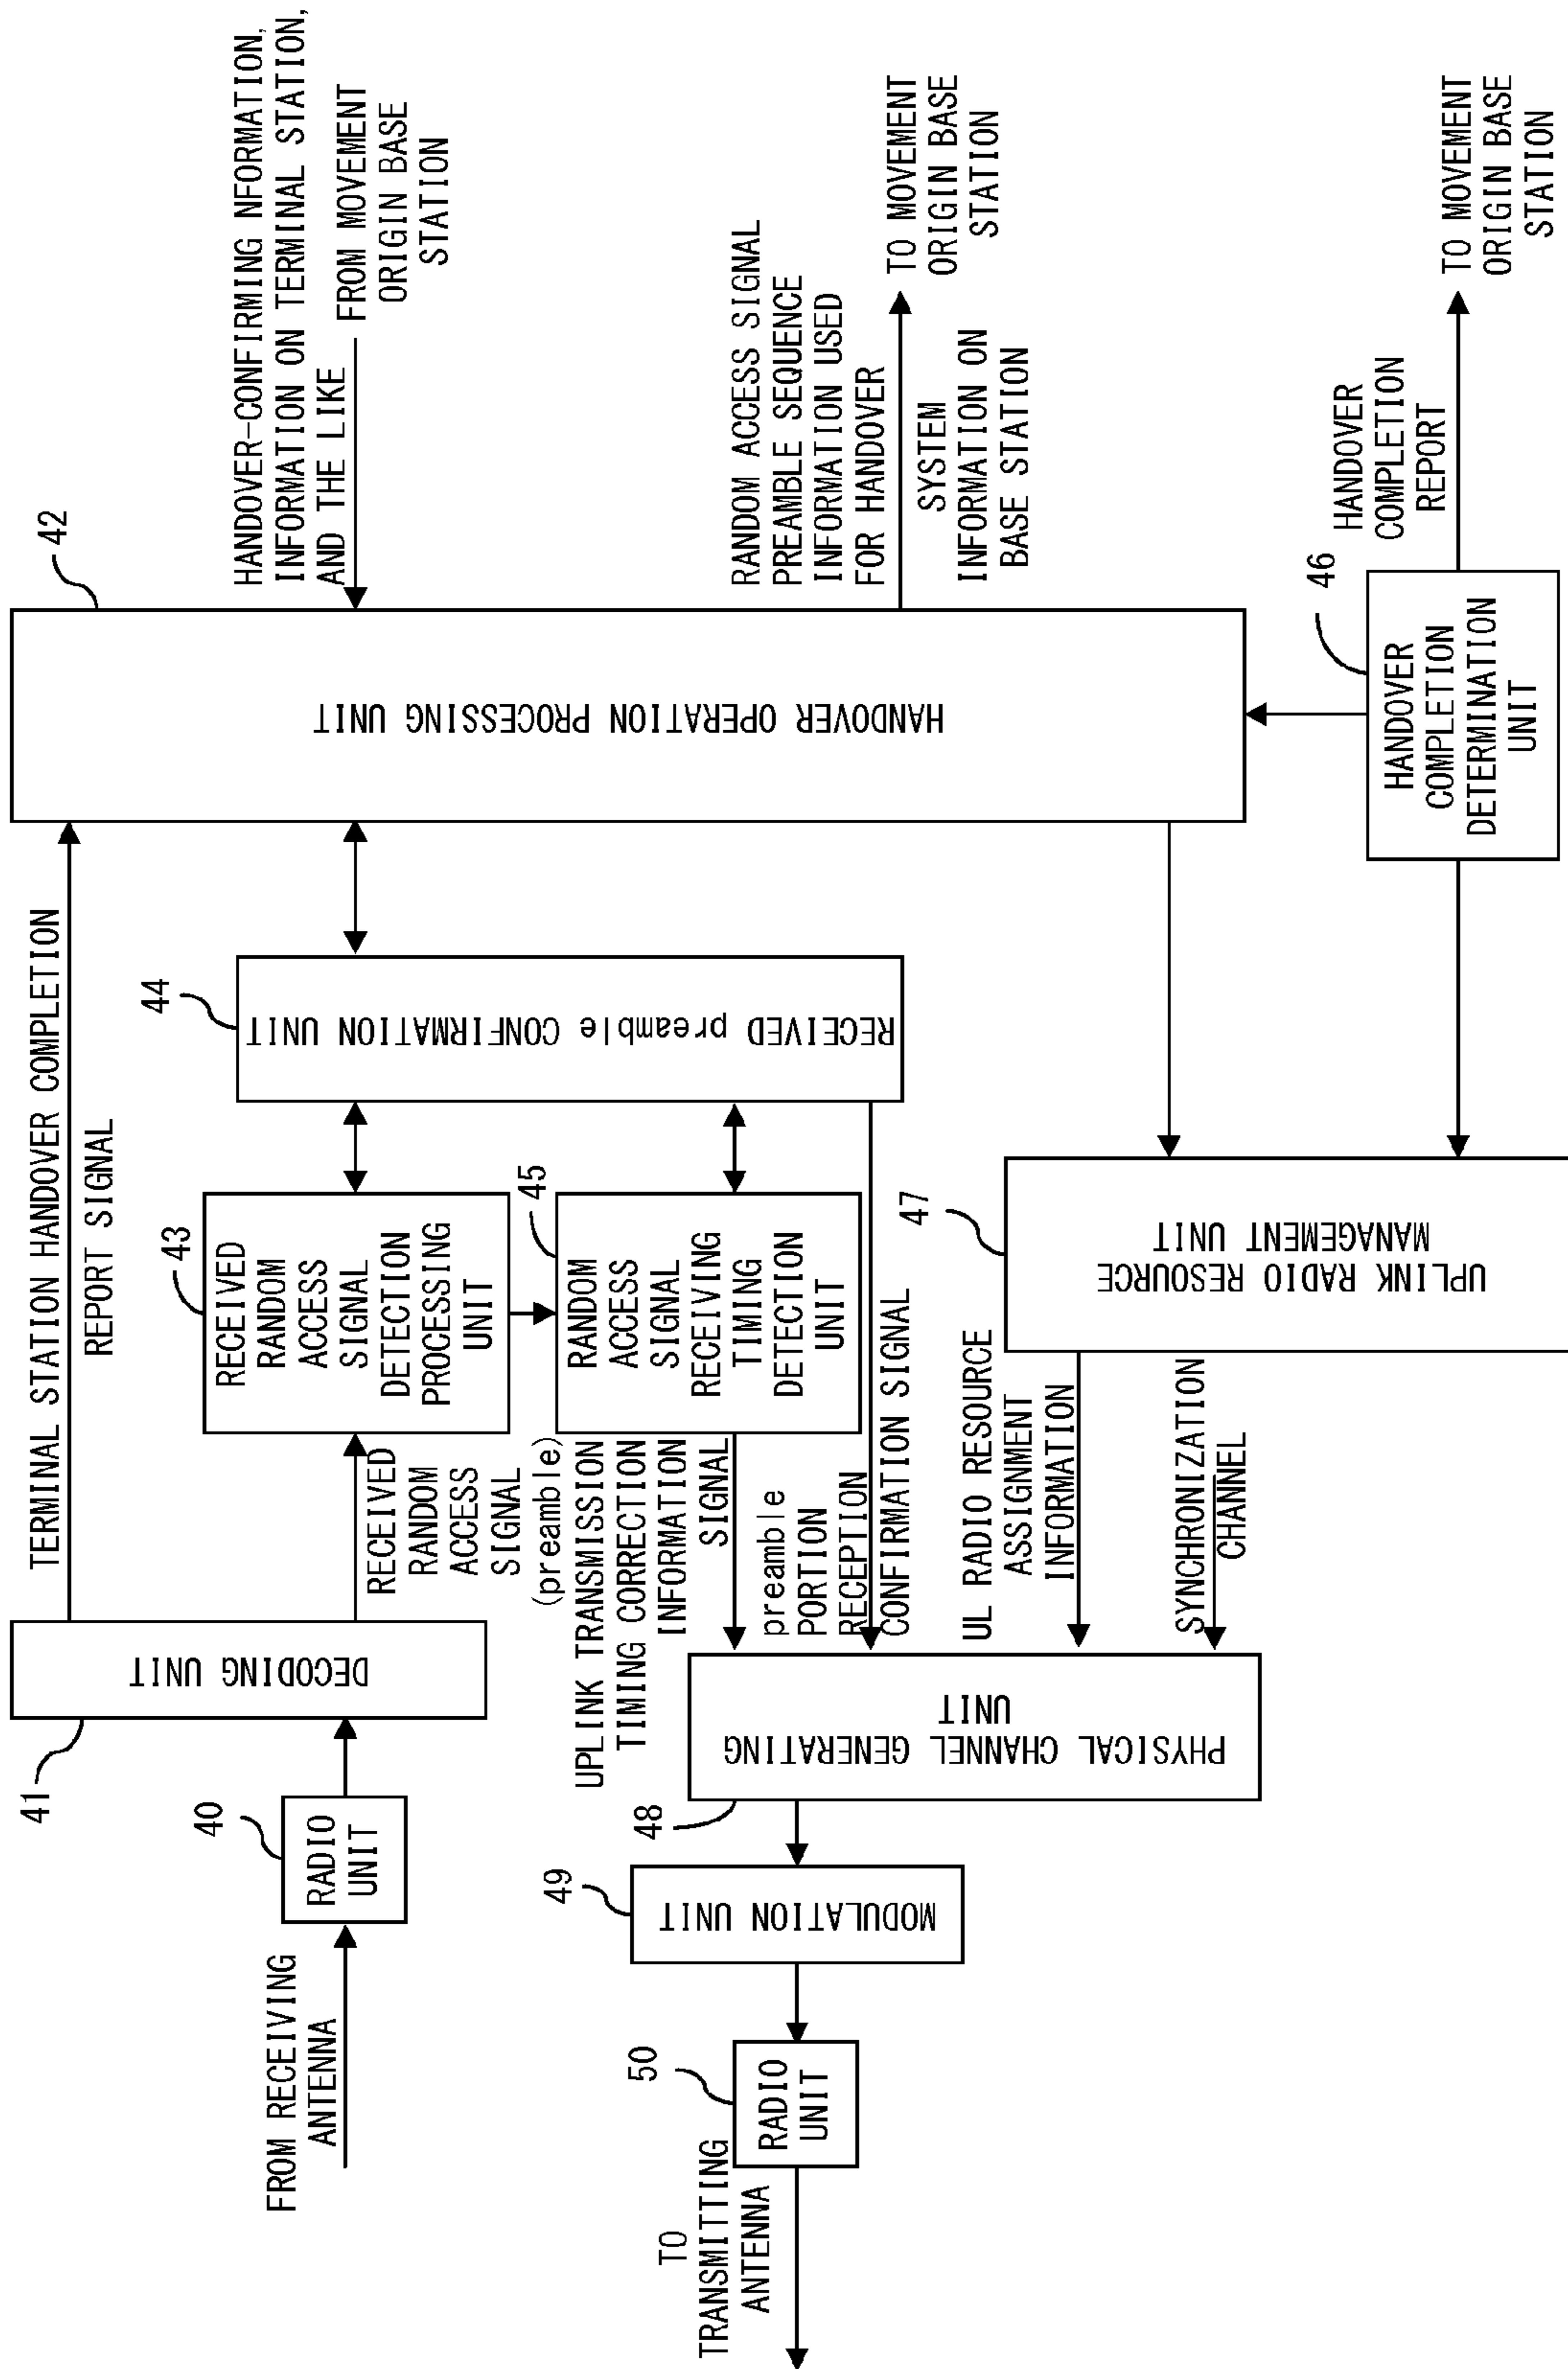 FROM RECEIVING
ANTENNA
40
RADIO
UNIT
41
DECODING UNIT
TERMINAL STATION HANDOVER COMPLETION
REPORT SIGNAL
RECEIVED
RANDOM
ACCESS
SIGNAL
(preamble)
43
RECEIVED
RANDOM
ACCESS
SIGNAL
DETECTION
PROCESSING
UNIT
44
RECEIVED preamble CONFIRMATION UNIT
42
HANDOVER OPERATION PROCESSING UNIT
HANDOVER-CONFIRMING NFORMATION,
INFORMATION ON TERMINAL STATION,
AND THE LIKE
FROM MOVEMENT
ORIGIN BASE
STATION
45
RANDOM
ACCESS
SIGNAL
RECEIVING
TIMING
DETECTION
UNIT
UPLINK TRANSMISSION
TIMING CORRECTION
INFORMATION
SIGNAL
preamble
PORTION
RECEPTION
CONFIRMATION SIGNAL
RANDOM ACCESS SIGNAL
PREAMBLE SEQUENCE
INFORMATION USED
FOR HANDOVER
SYSTEM
INFORMATION ON
BASE STATION
TO MOVEMENT
ORIGIN BASE
STATION
TO
TRANSMITTING
ANTENNA
50
RADIO
UNIT
49
MODULATION UNIT
48
PHYSICAL CHANNEL GENERATING
UNIT
UL RADIO RESOURCE
ASSIGNMENT
INFORMATION
SYNCHRONIZATION
CHANNEL
47
UPLINK RADIO RESOURCE
MANAGEMENT UNIT
46
HANDOVER
COMPLETION
DETERMINATION
UNIT
HANDOVER
COMPLETION
REPORT
TO MOVEMENT
ORIGIN BASE
STATION